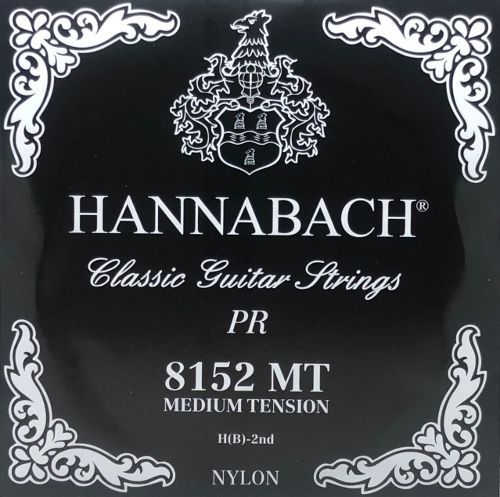 HANNABACH®
Classic Guitar Strings
PR
8152 MT
MEDIUM TENSION
H(B)-2nd
NYLON